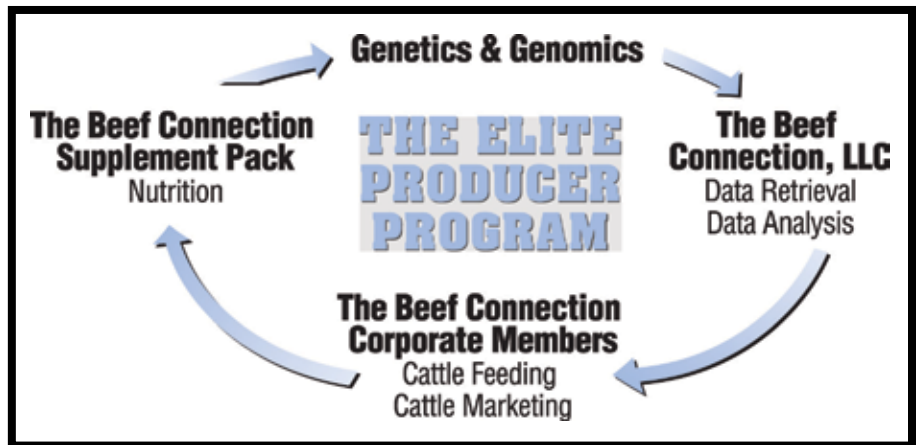 Genetics & Genomics
The Beef Connection
Supplement Pack
Nutrition
THE ELITE
PRODUCER
PROGRAM
The Beef
Connection, LLC
Data Retrieval
Data Analysis
The Beef Connection
Corporate Members
Cattle Feeding
Cattle Marketing